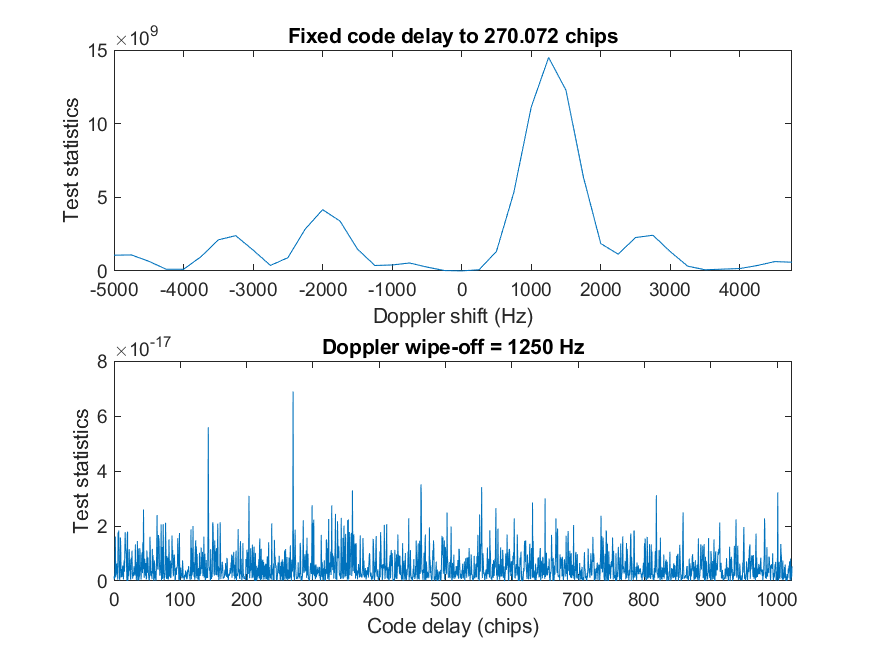 ×10⁹
Fixed code delay to 270.072 chips
15
10
5
0
Test statistics
-5000 -4000 -3000 -2000 -1000 0 1000 2000 3000 4000
Doppler shift (Hz)
×10⁻¹⁷
Doppler wipe-off = 1250 Hz
8
6
4
2
0
Test statistics
0 100 200 300 400 500 600 700 800 900 1000
Code delay (chips)